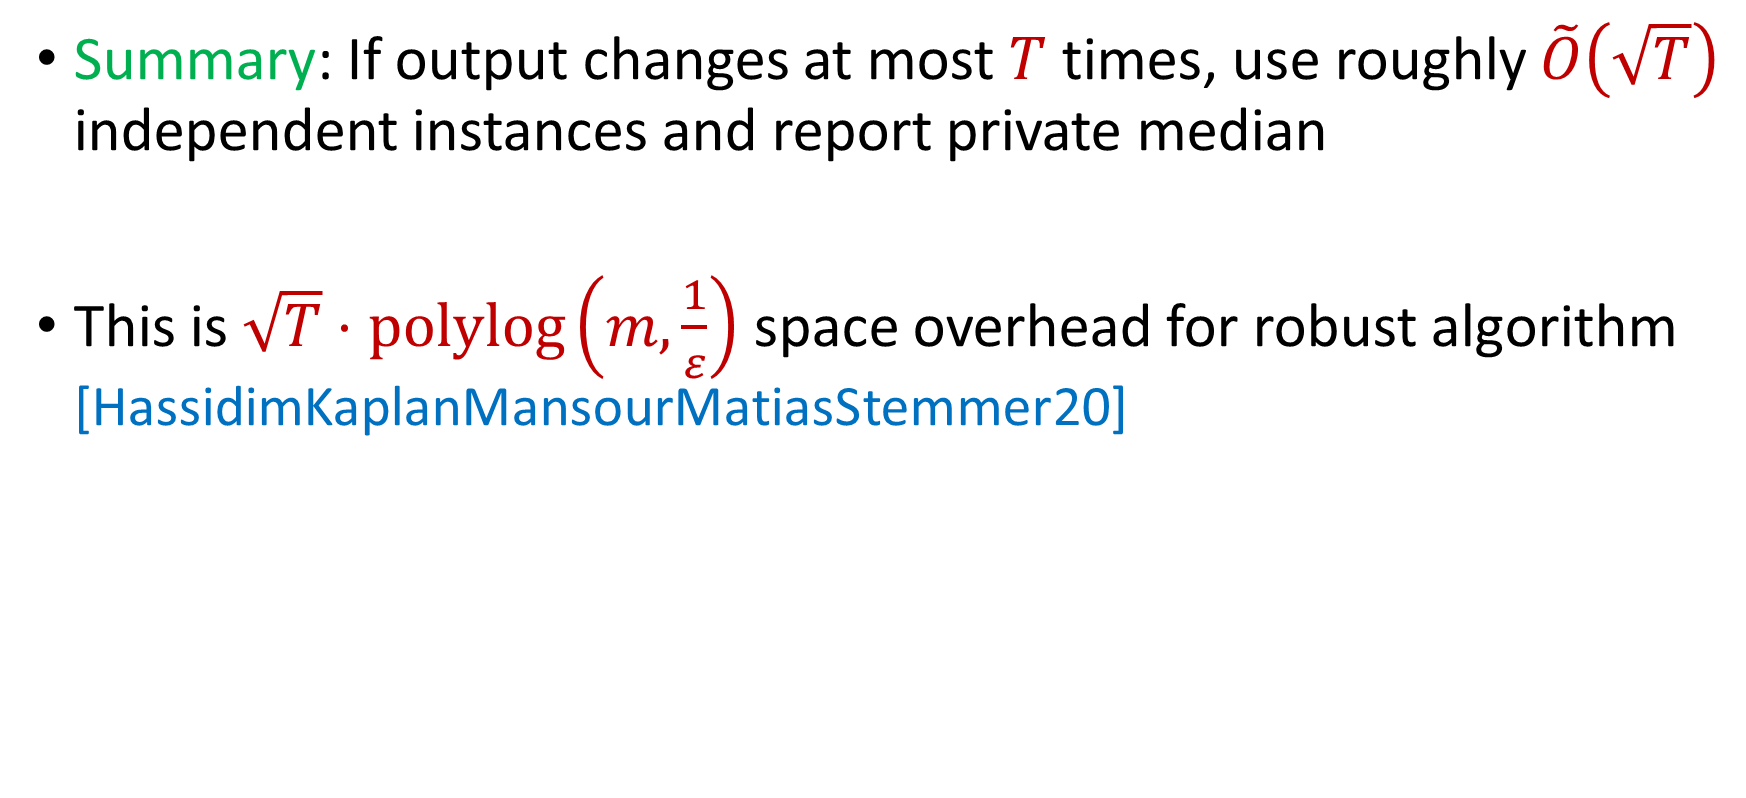 • Summary: If output changes at most T times, use roughly Õ(√T)
independent instances and report private median
• This is √T · polylog(m, 1/ε) space overhead for robust algorithm
[HassidimKaplanMansourMatiasStemmer20]